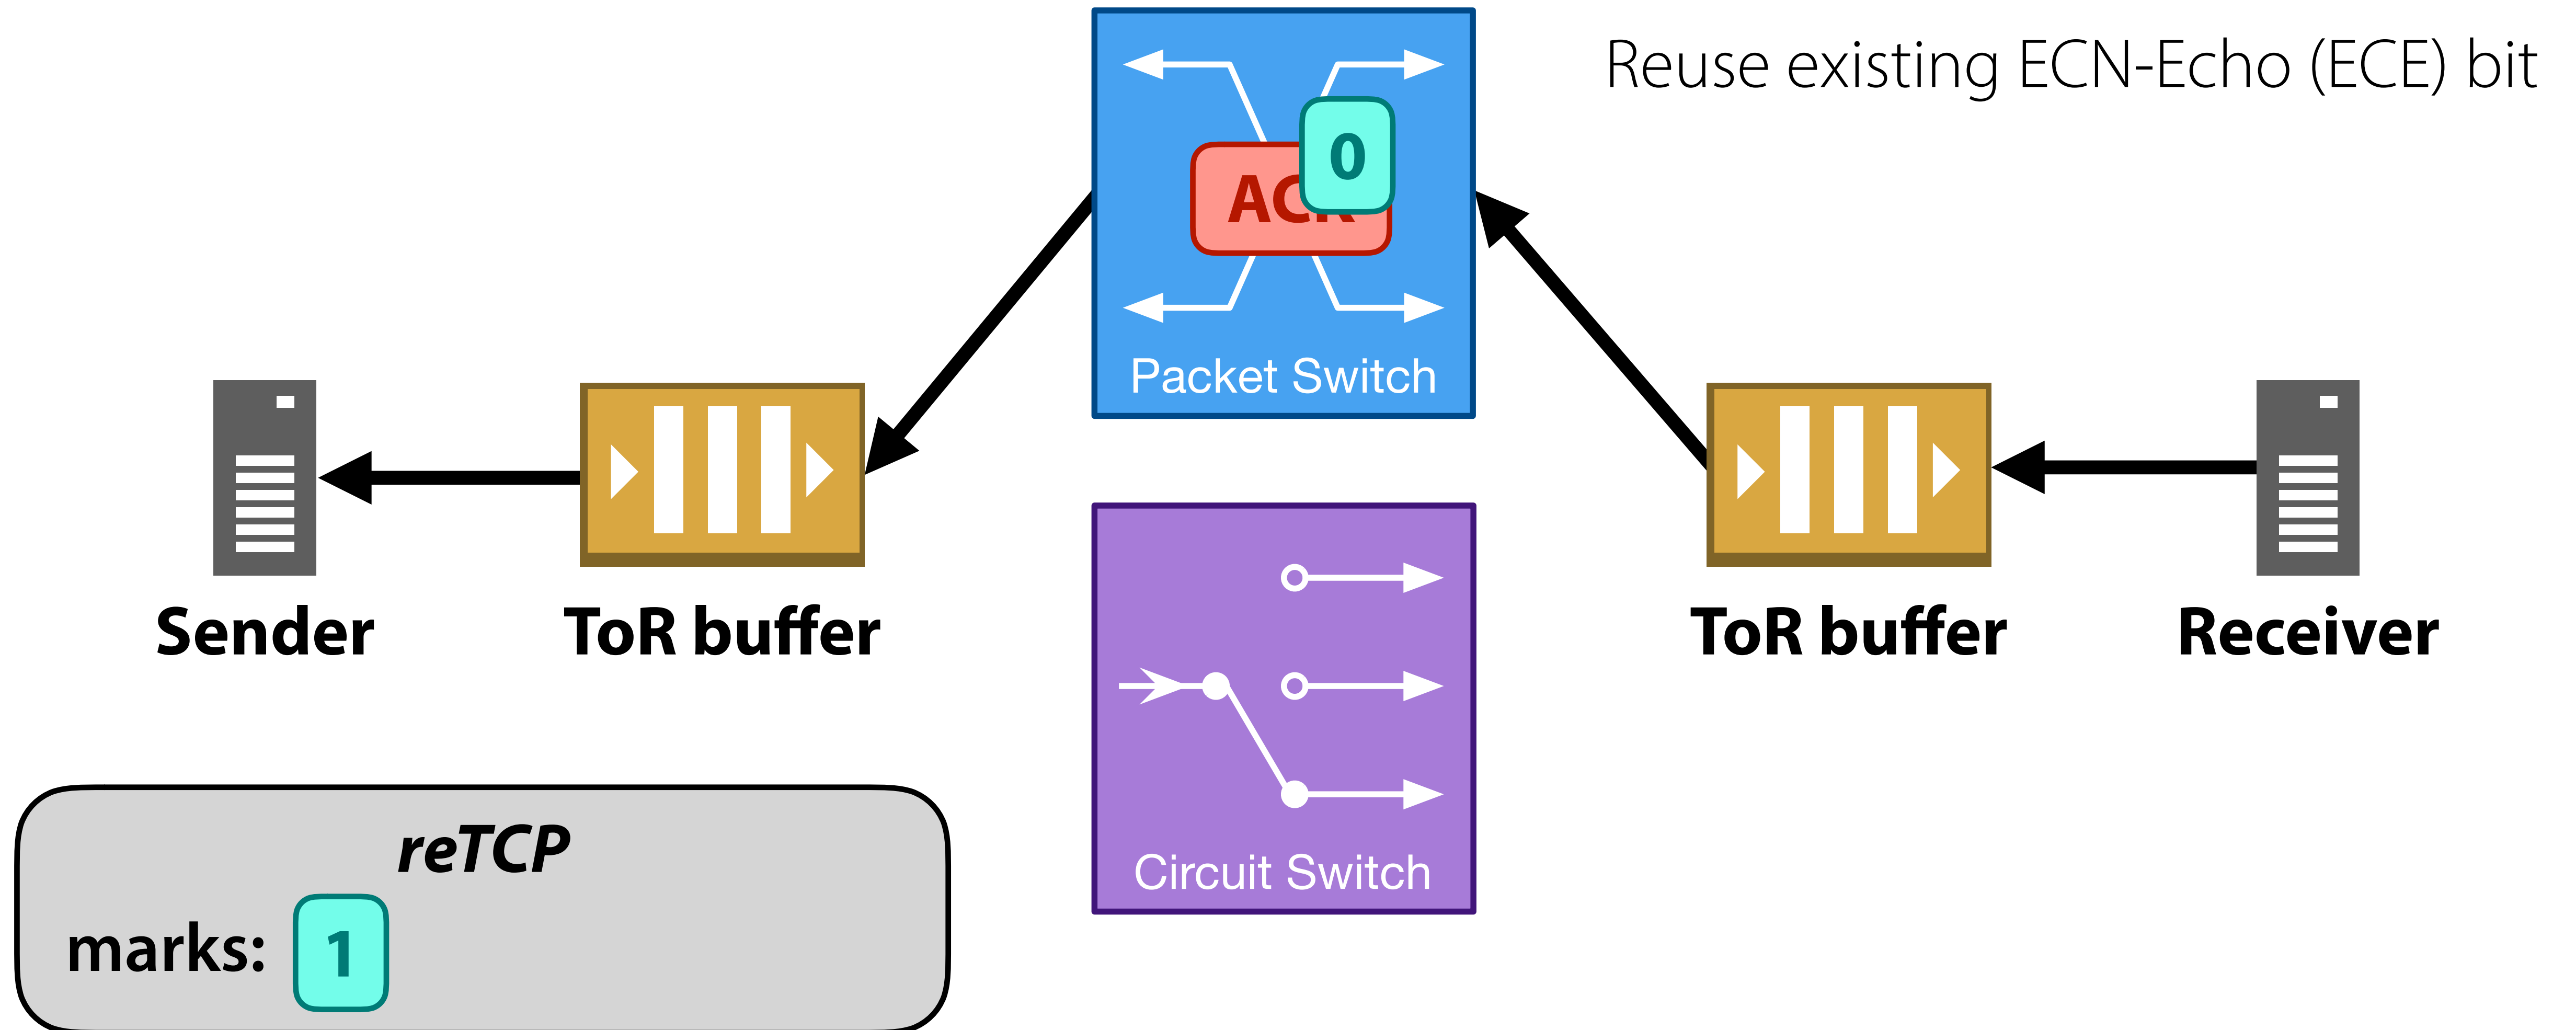 Reuse existing ECN-Echo (ECE) bit
0
ACK
Packet Switch
Sender
ToR buffer
ToR buffer
Receiver
Circuit Switch
reTCP
marks: 1